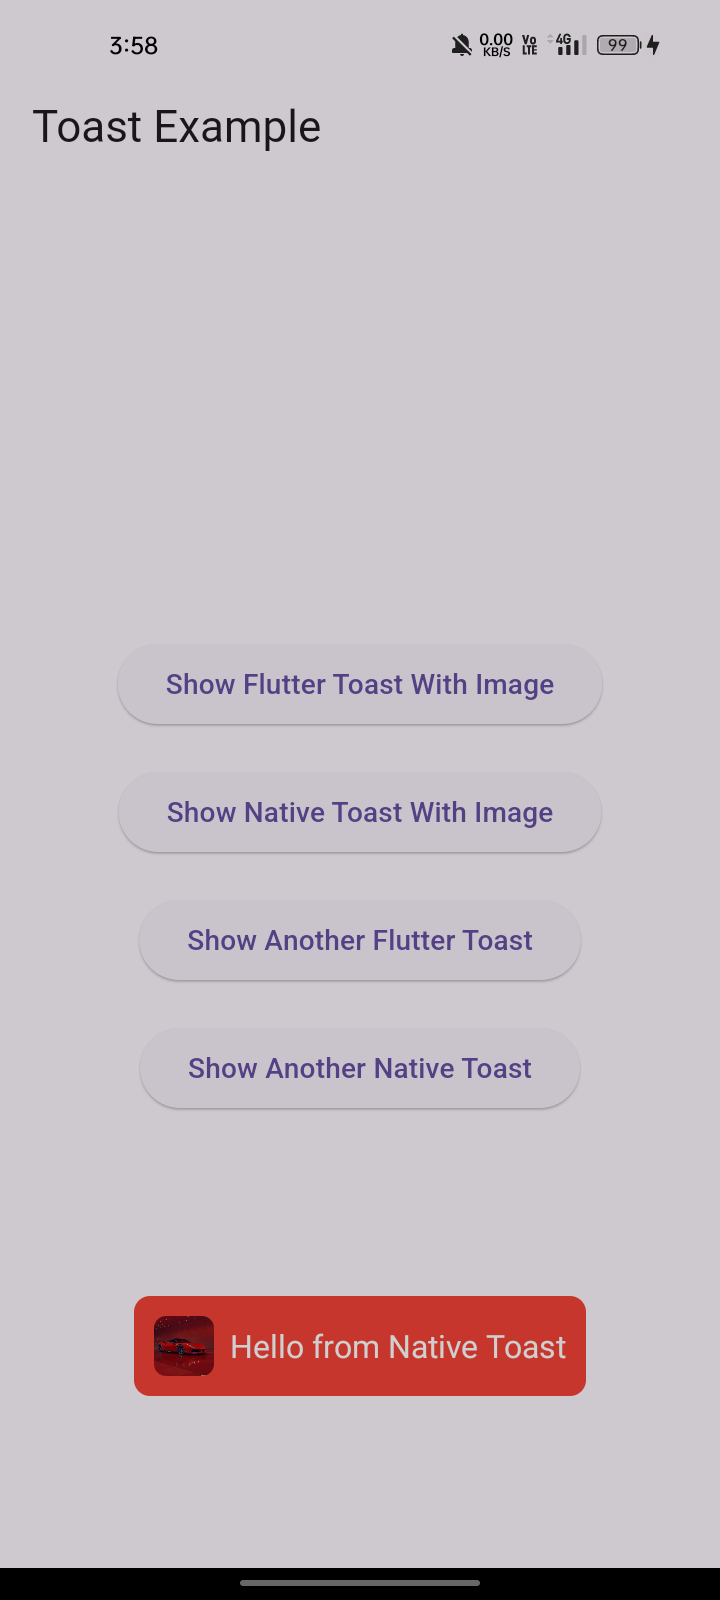 3:58
0.00 KB/S Vo LTE 4G 99
Toast Example
Show Flutter Toast With Image
Show Native Toast With Image
Show Another Flutter Toast
Show Another Native Toast
Hello from Native Toast